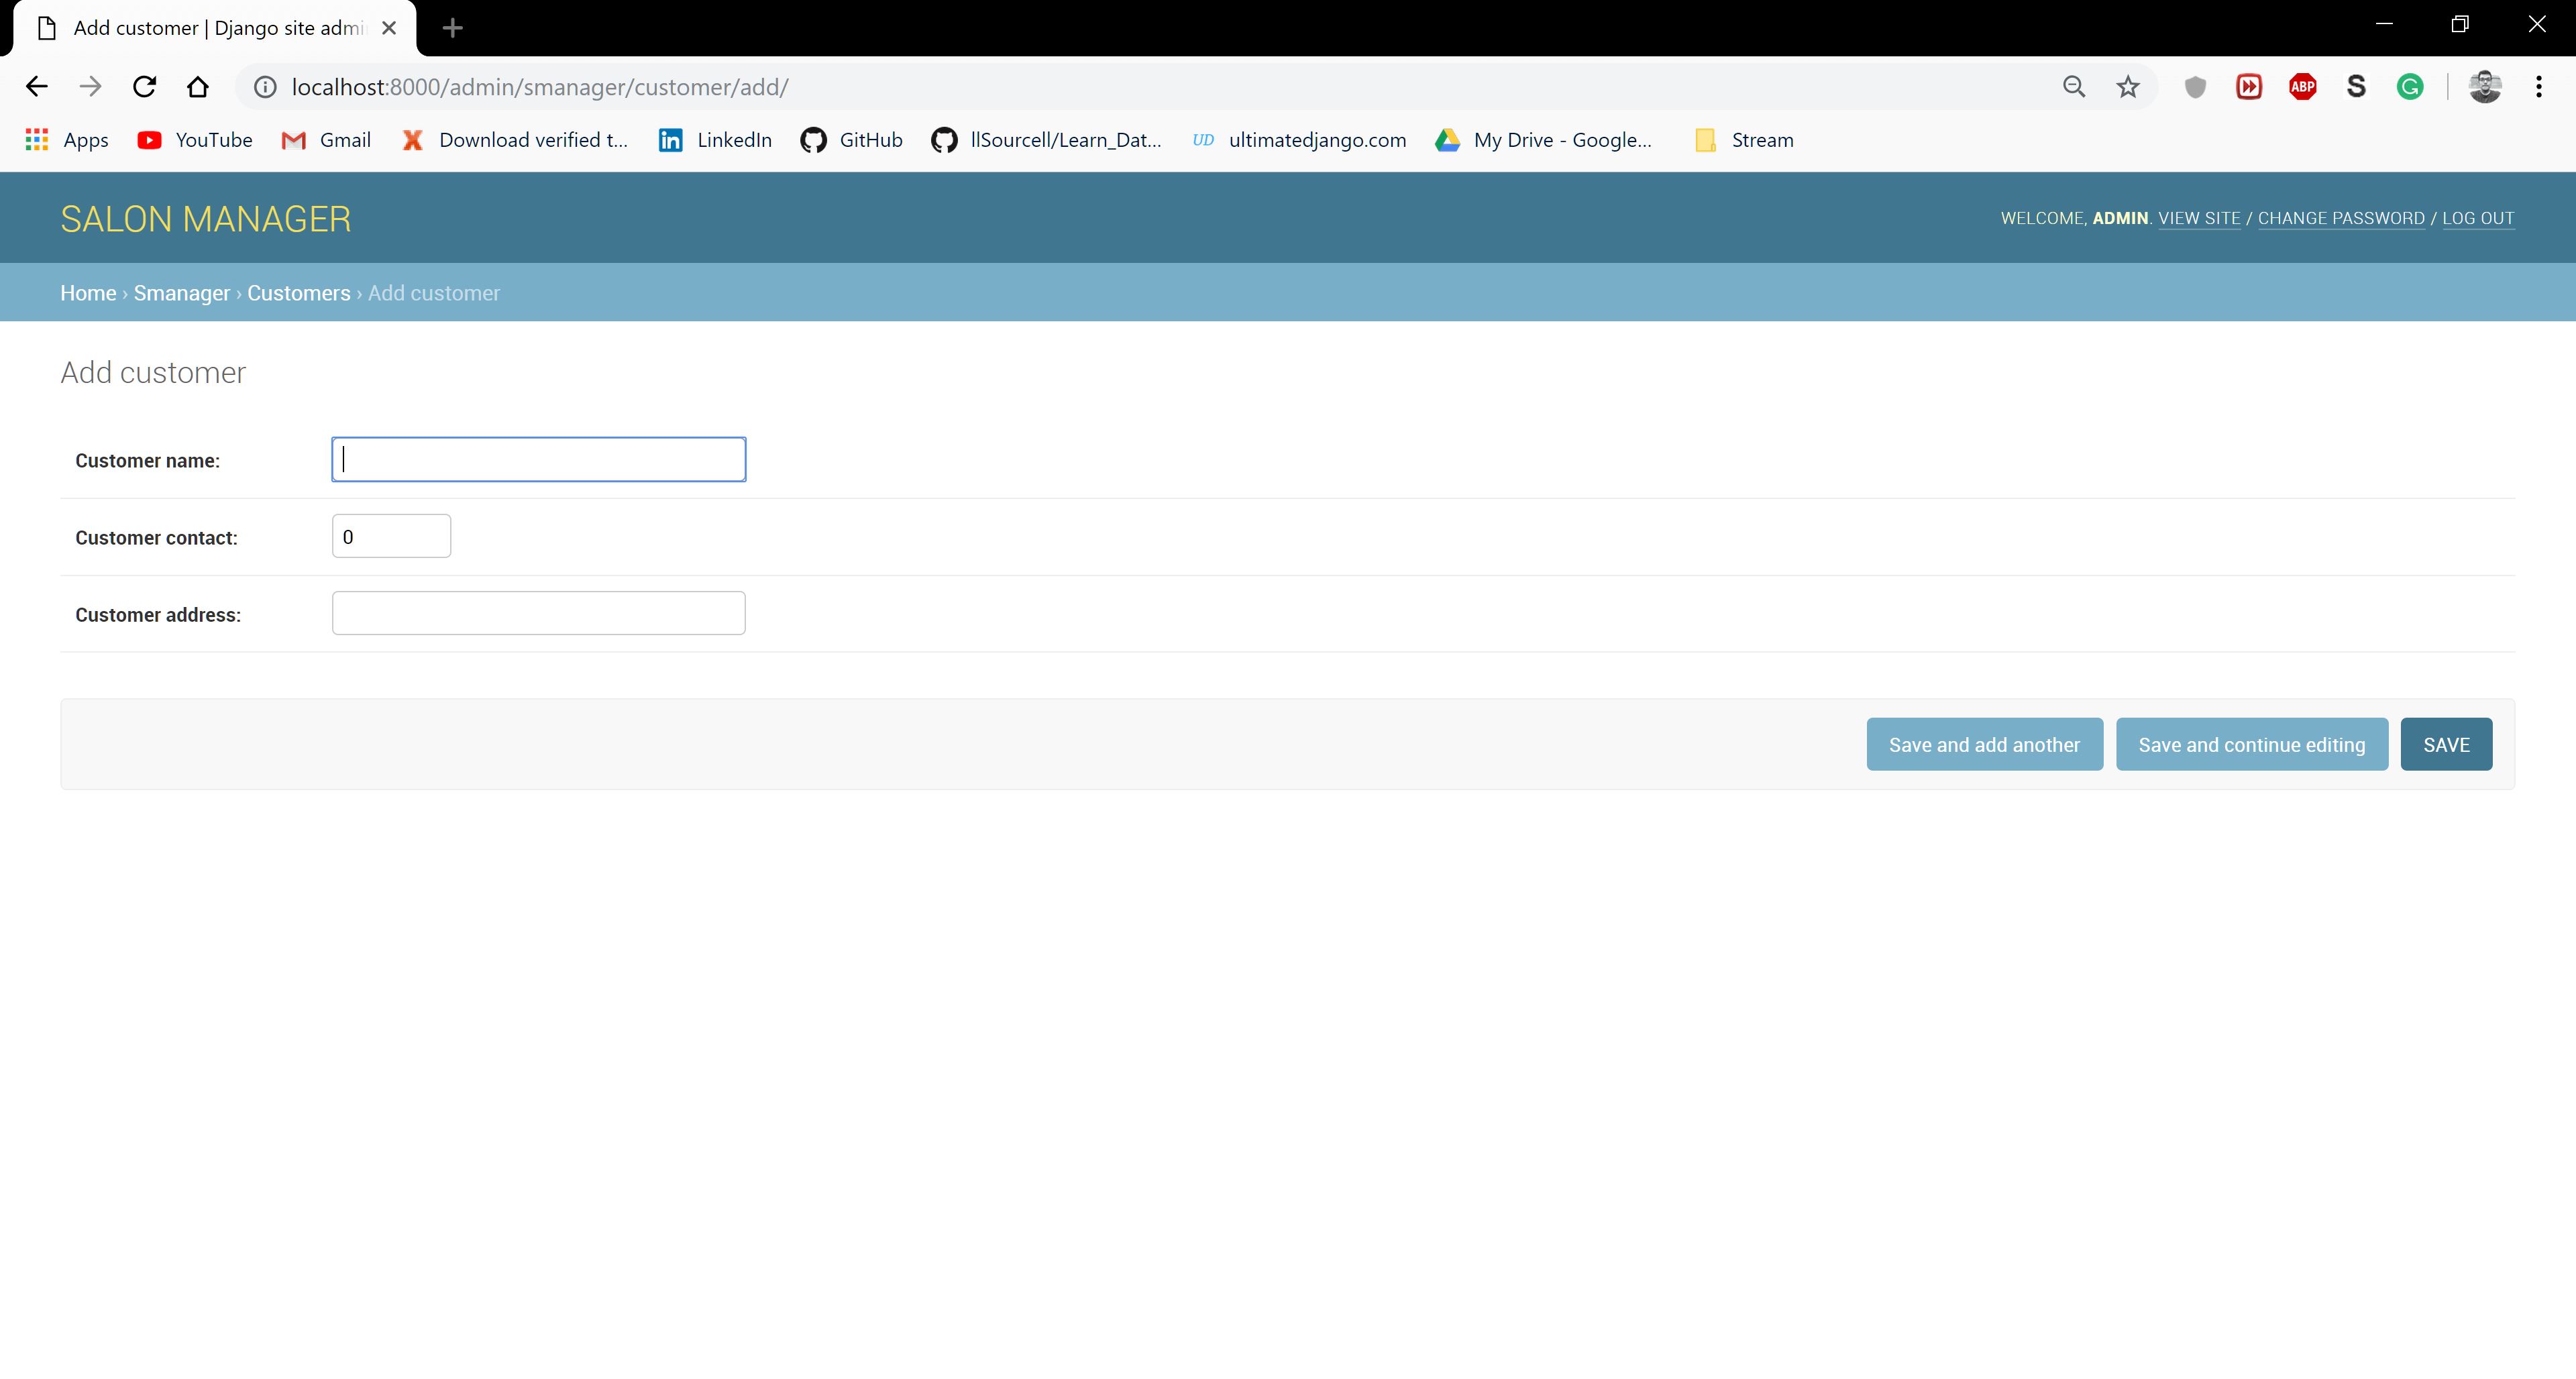 Add customer | Django site admi
localhost:8000/admin/smanager/customer/add/
ABP
S
G
Apps
YouTube
Gmail
Download verified t...
in
LinkedIn
GitHub
llSourcell/Learn_Dat...
UD
ultimatedjango.com
My Drive - Google...
Stream
SALON MANAGER
WELCOME, ADMIN. VIEW SITE / CHANGE PASSWORD / LOG OUT
Home › Smanager › Customers › Add customer
Add customer
Customer name:
Customer contact: 0
Customer address:
Save and add another
Save and continue editing
SAVE